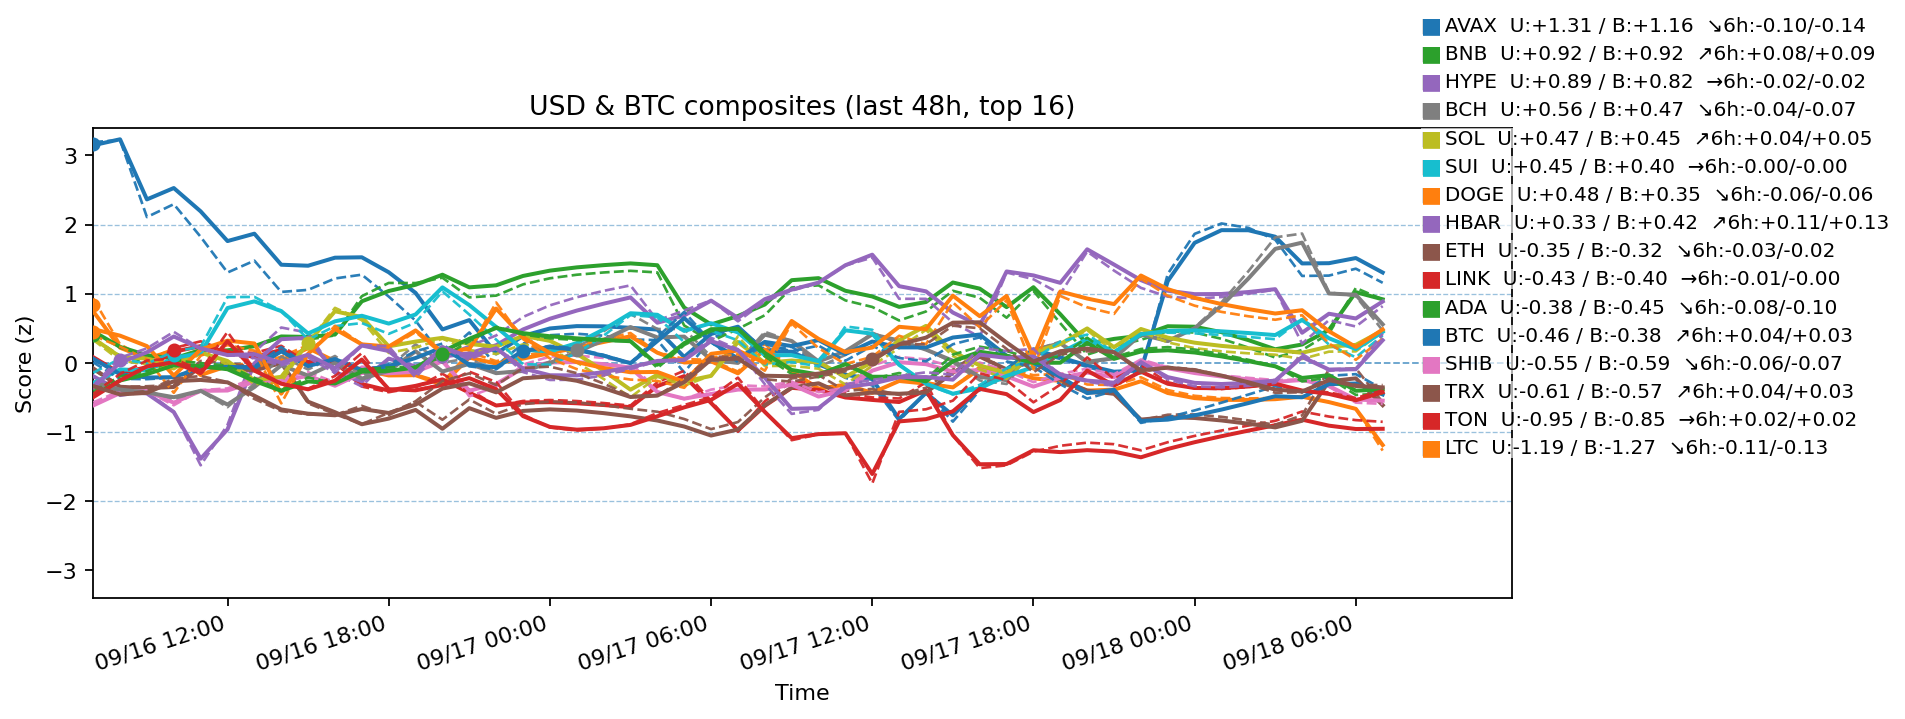 AVAX  U:+1.31 / B:+1.16  ↘6h:-0.10/-0.14
BNB  U:+0.92 / B:+0.92  ↗6h:+0.08/+0.09
HYPE  U:+0.89 / B:+0.82  →6h:-0.02/-0.02
BCH  U:+0.56 / B:+0.47  ↘6h:-0.04/-0.07
SOL  U:+0.47 / B:+0.45  ↗6h:+0.04/+0.05
SUI  U:+0.45 / B:+0.40  →6h:-0.00/-0.00
DOGE  U:+0.48 / B:+0.35  ↘6h:-0.06/-0.06
HBAR  U:+0.33 / B:+0.42  ↗6h:+0.11/+0.13
ETH  U:-0.35 / B:-0.32  ↘6h:-0.03/-0.02
LINK  U:-0.43 / B:-0.40  →6h:-0.01/-0.00
ADA  U:-0.38 / B:-0.45  ↘6h:-0.08/-0.10
BTC  U:-0.46 / B:-0.38  ↗6h:+0.04/+0.03
SHIB  U:-0.55 / B:-0.59  ↘6h:-0.06/-0.07
TRX  U:-0.61 / B:-0.57  ↗6h:+0.04/+0.03
TON  U:-0.95 / B:-0.85  →6h:+0.02/+0.02
LTC  U:-1.19 / B:-1.27  ↘6h:-0.11/-0.13
USD & BTC composites (last 48h, top 16)
Score (z)
3
2
1
0
−1
−2
−3
09/16 12:00
09/16 18:00
09/17 00:00
09/17 06:00
09/17 12:00
09/17 18:00
09/18 00:00
09/18 06:00
Time